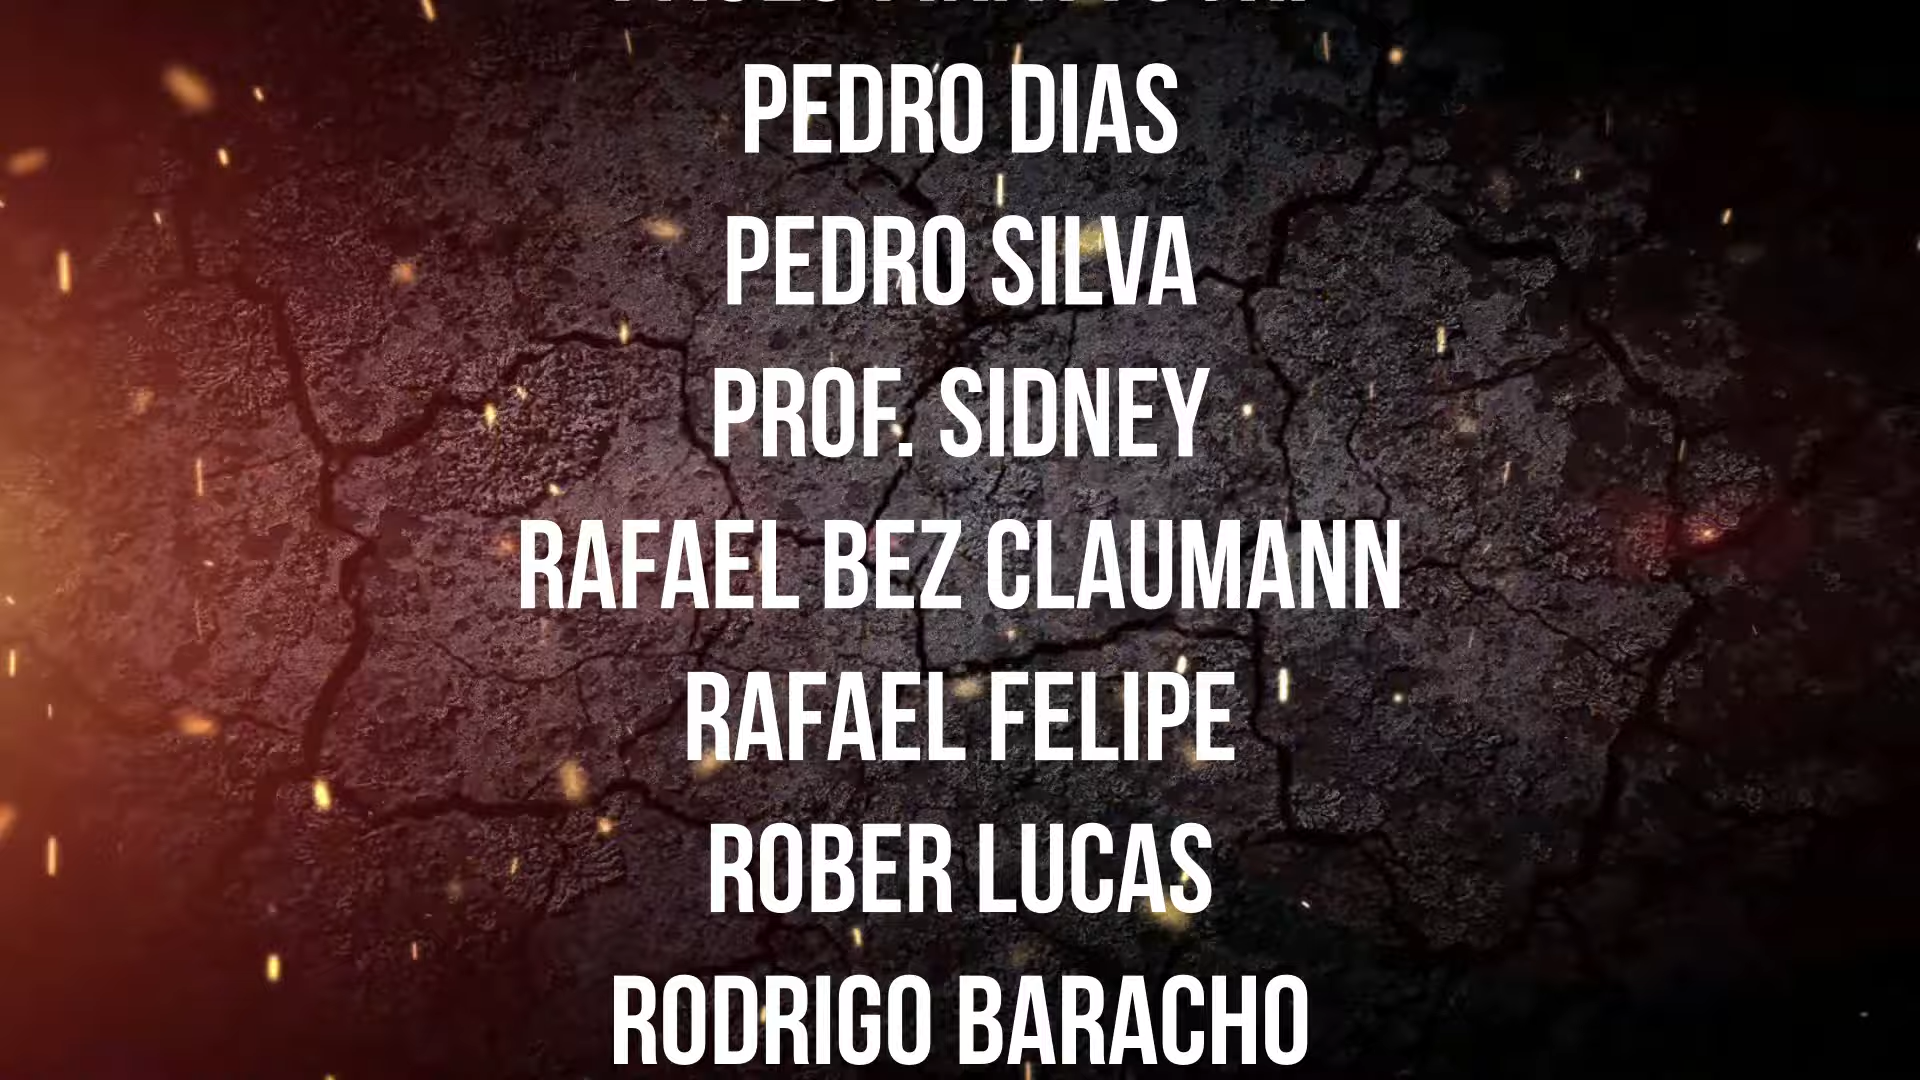 PEDRO DIAS
PEDRO SILVA
PROF. SIDNEY
RAFAEL BEZ CLAUMANN
RAFAEL FELIPE
ROBER LUCAS
RODRIGO BARACHO